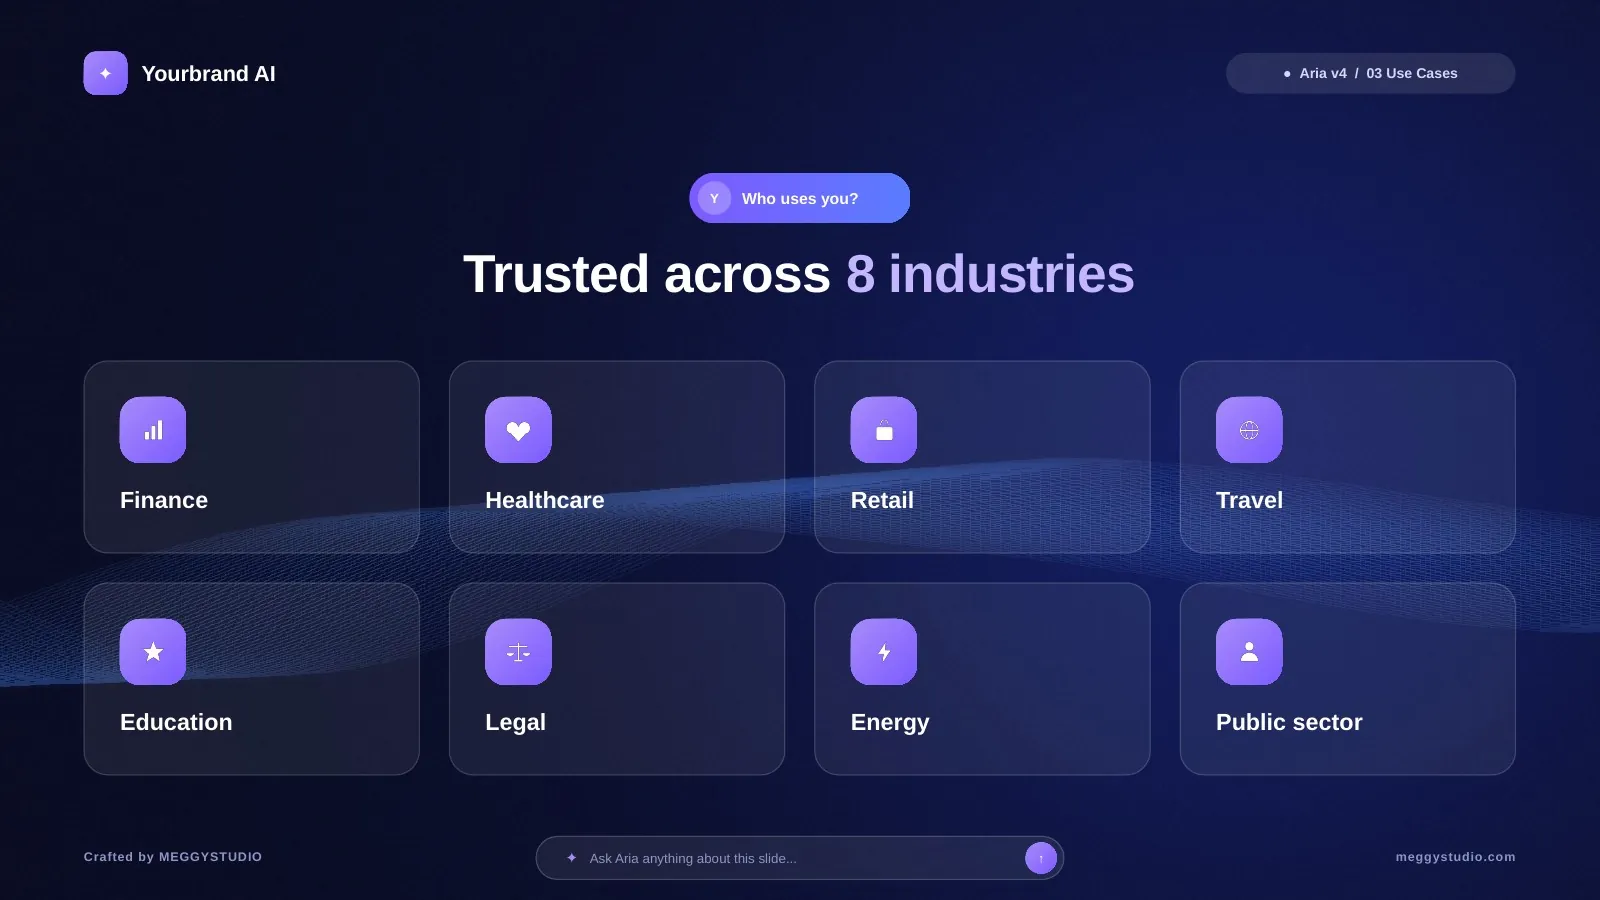 Yourbrand AI
Aria v4 / 03 Use Cases
Y Who uses you?
Trusted across 8 industries
Finance
Healthcare
Retail
Travel
Education
Legal
Energy
Public sector
Crafted by MEGGYSTUDIO
Ask Aria anything about this slide...
meggystudio.com